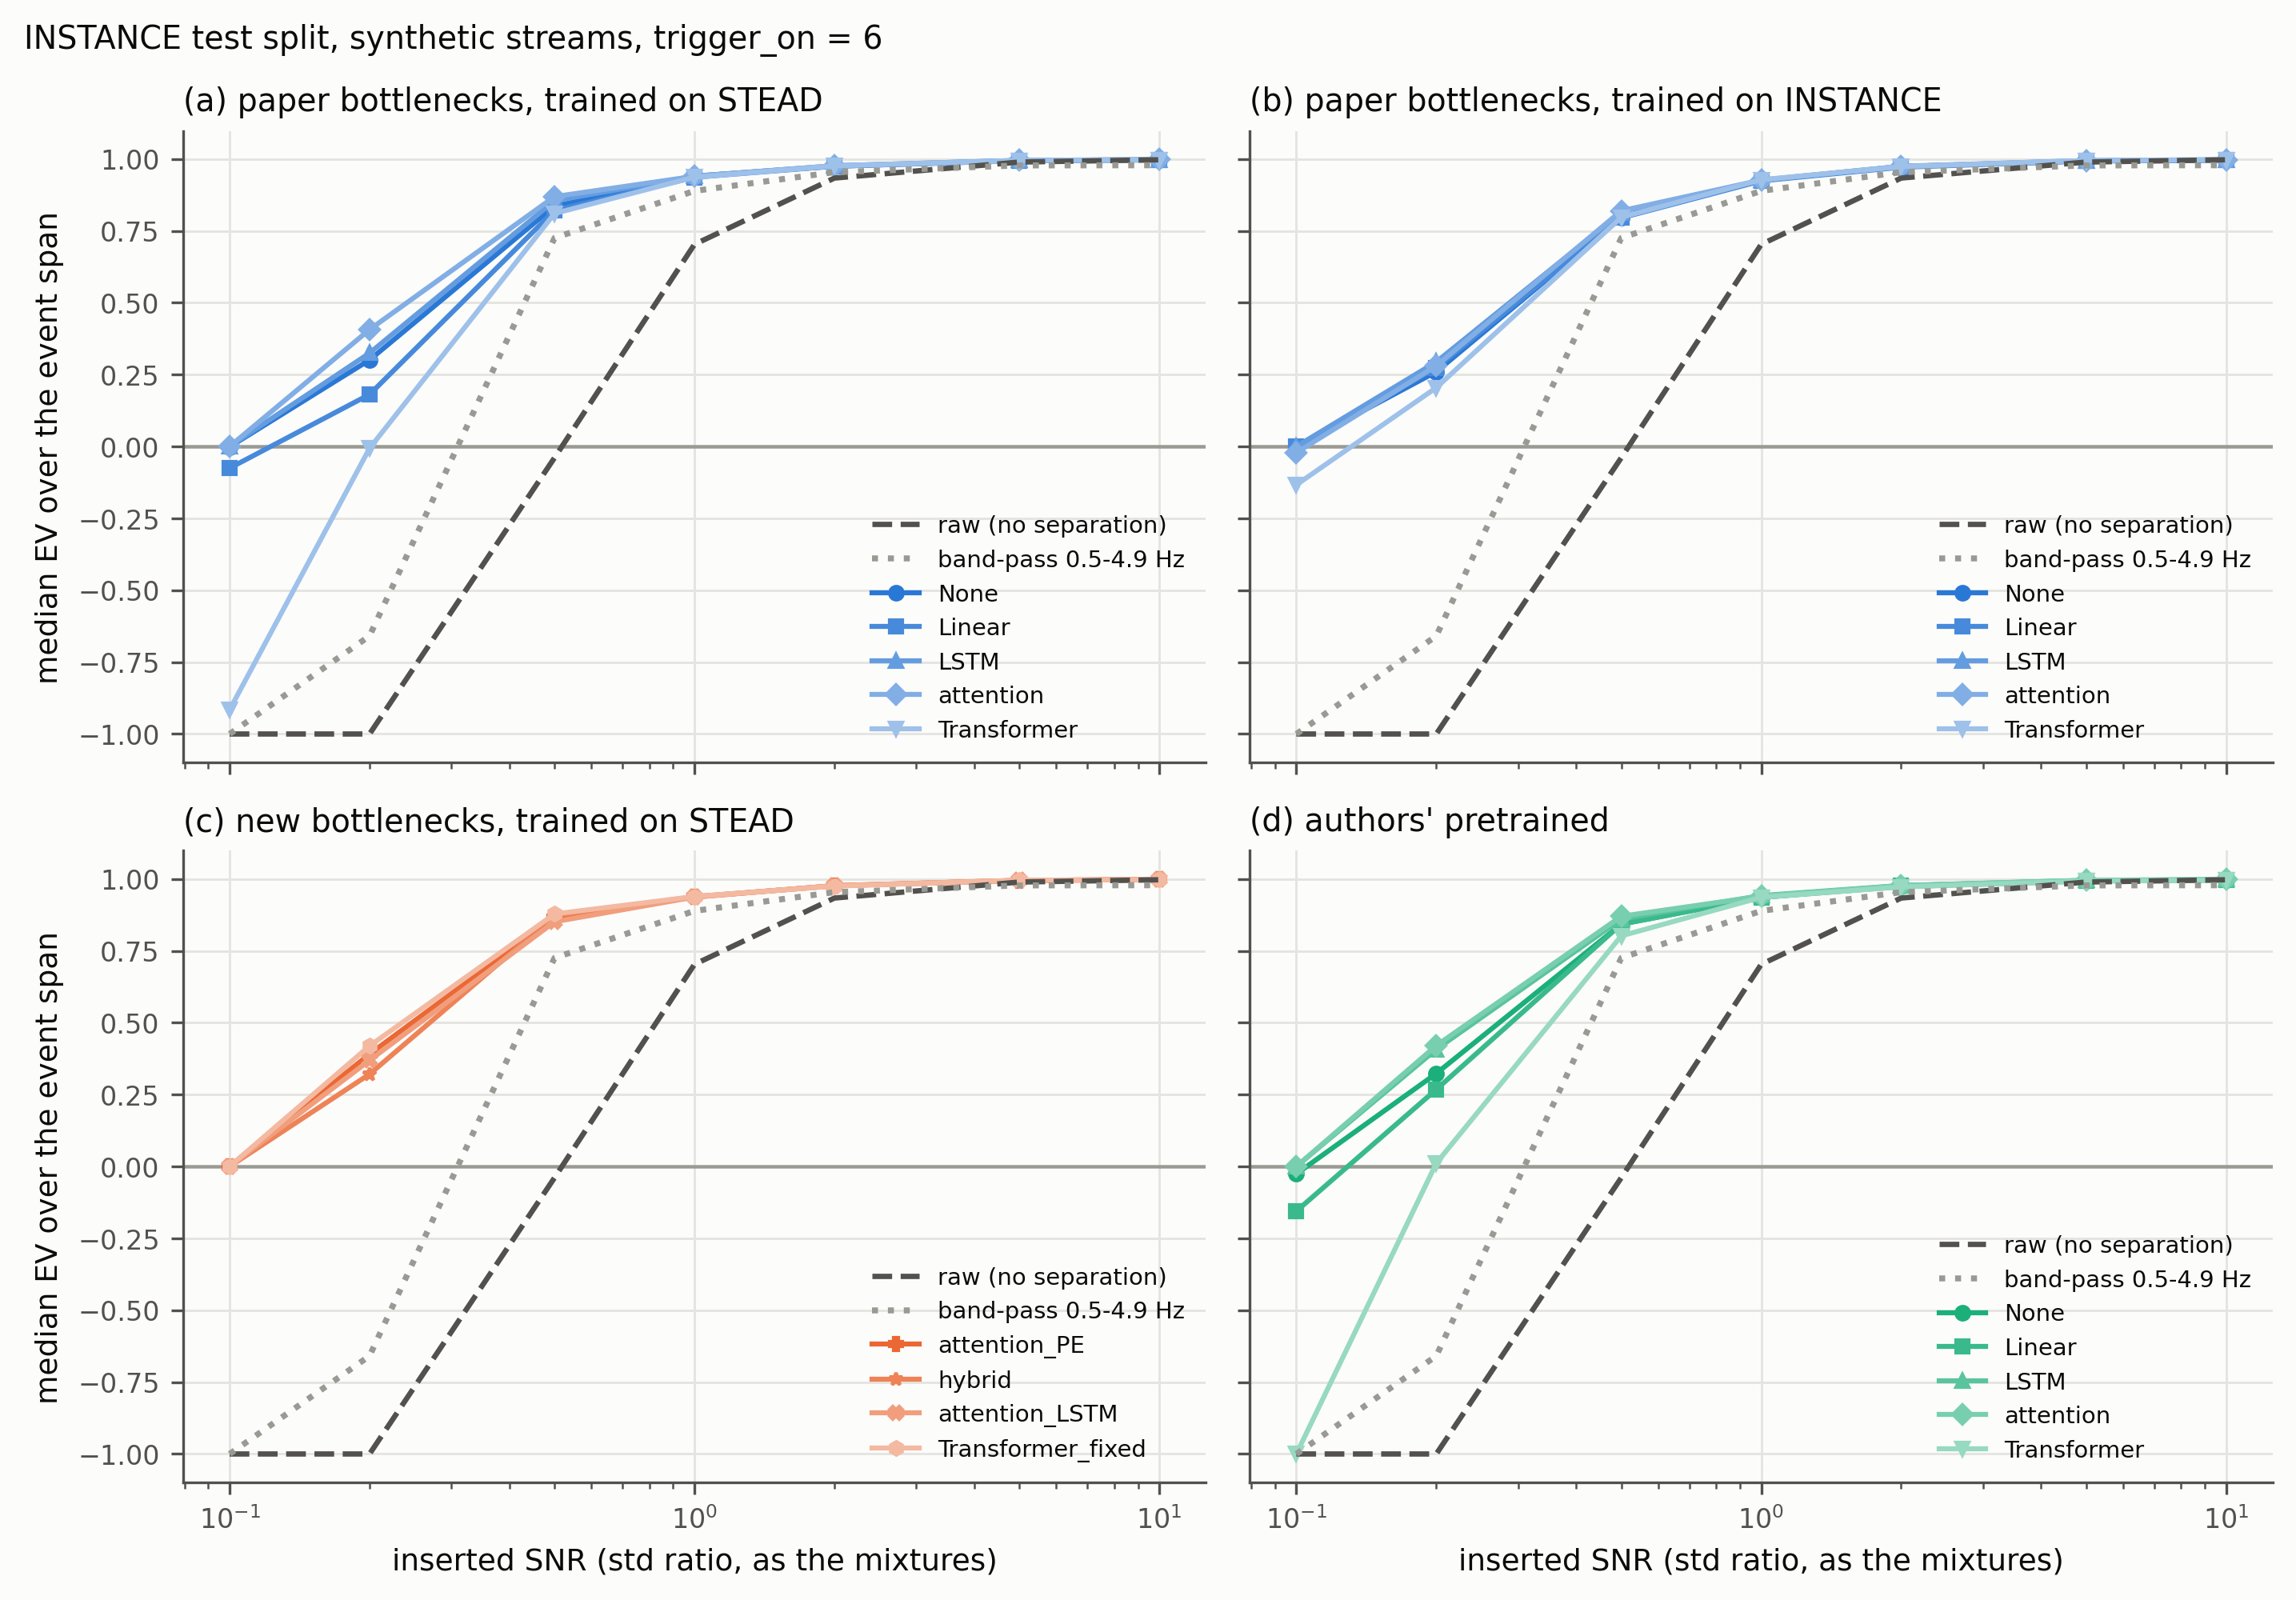 INSTANCE test split, synthetic streams, trigger_on = 6
(a) paper bottlenecks, trained on STEAD
median EV over the event span
1.00
0.75
0.50
0.25
0.00
−0.25
−0.50
−0.75
−1.00
raw (no separation)
band-pass 0.5-4.9 Hz
None
Linear
LSTM
attention
Transformer
(b) paper bottlenecks, trained on INSTANCE
raw (no separation)
band-pass 0.5-4.9 Hz
None
Linear
LSTM
attention
Transformer
(c) new bottlenecks, trained on STEAD
median EV over the event span
1.00
0.75
0.50
0.25
0.00
−0.25
−0.50
−0.75
−1.00
raw (no separation)
band-pass 0.5-4.9 Hz
attention_PE
hybrid
attention_LSTM
Transformer_fixed
10⁻¹ 10⁰ 10¹
inserted SNR (std ratio, as the mixtures)
(d) authors' pretrained
raw (no separation)
band-pass 0.5-4.9 Hz
None
Linear
LSTM
attention
Transformer
10⁻¹ 10⁰ 10¹
inserted SNR (std ratio, as the mixtures)